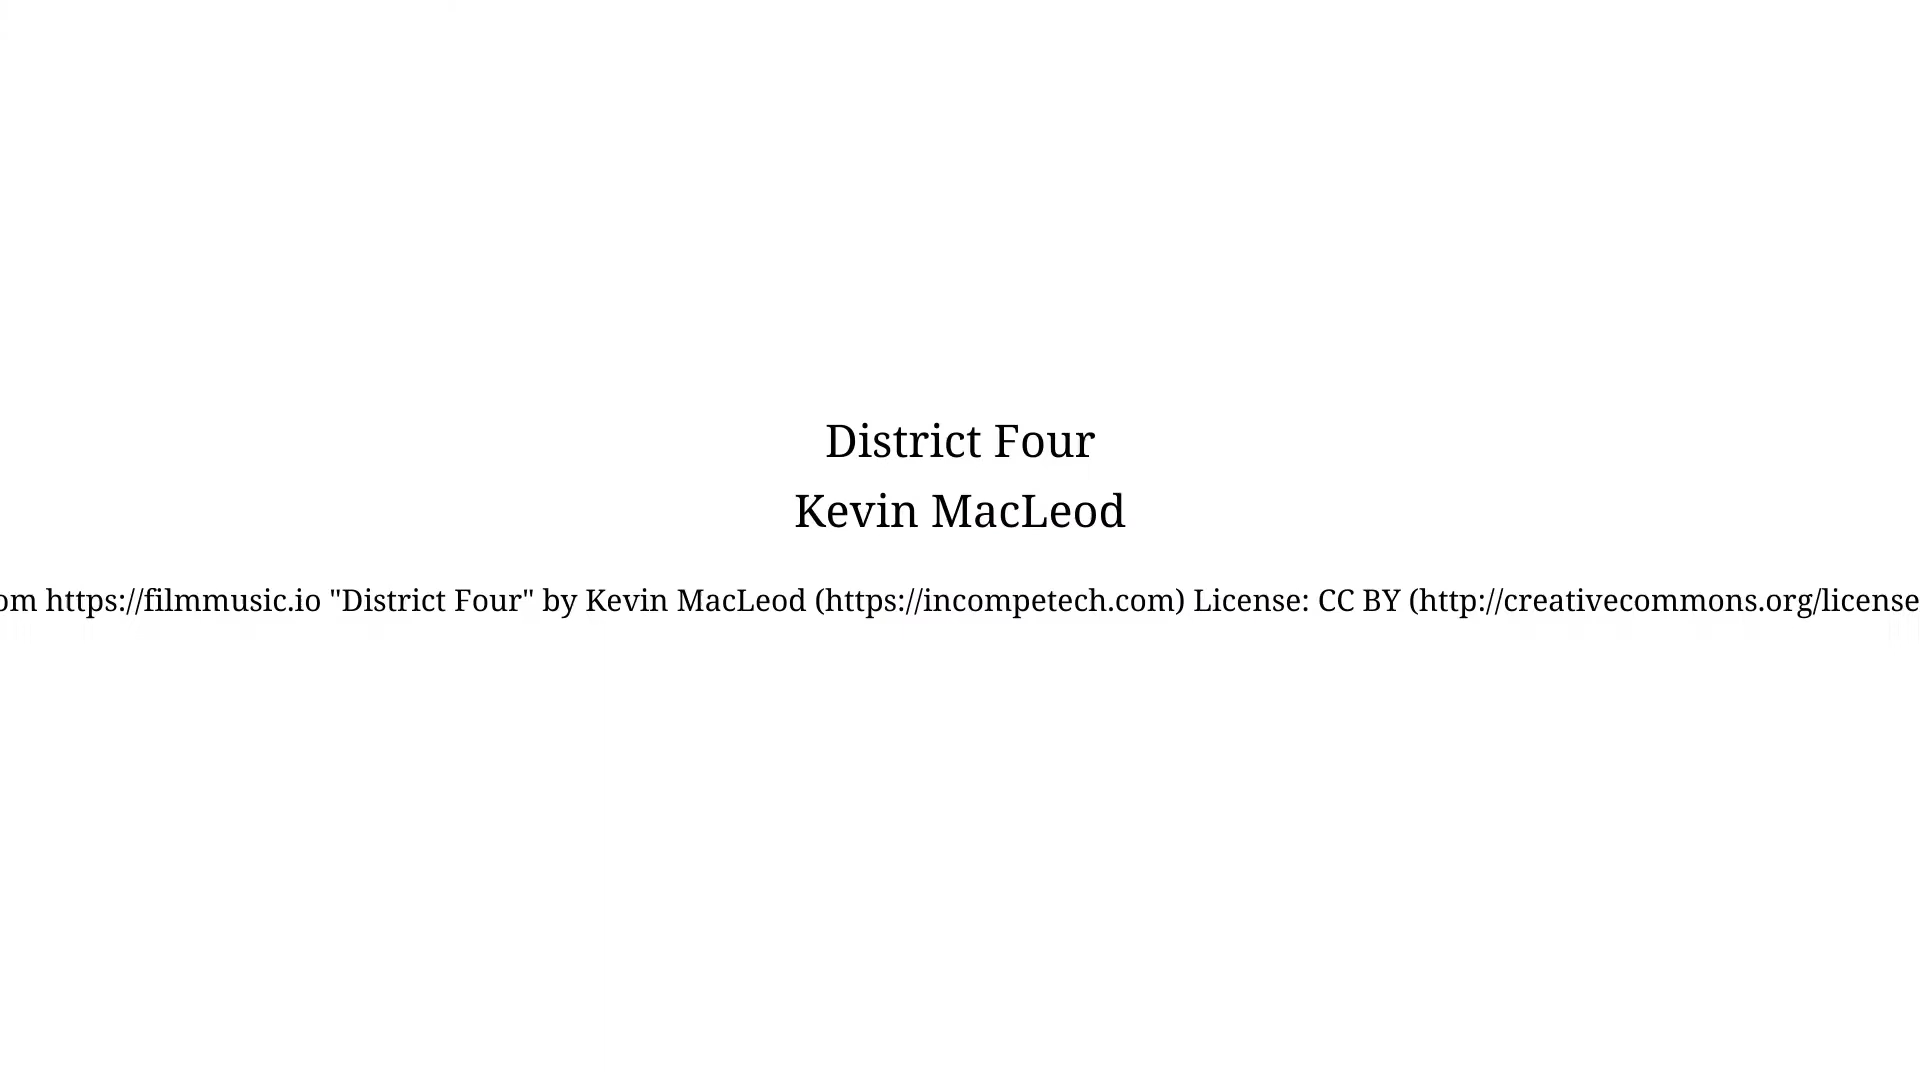 District Four
Kevin MacLeod
om https://filmmusic.io "District Four" by Kevin MacLeod (https://incompetech.com) License: CC BY (http://creativecommons.org/license